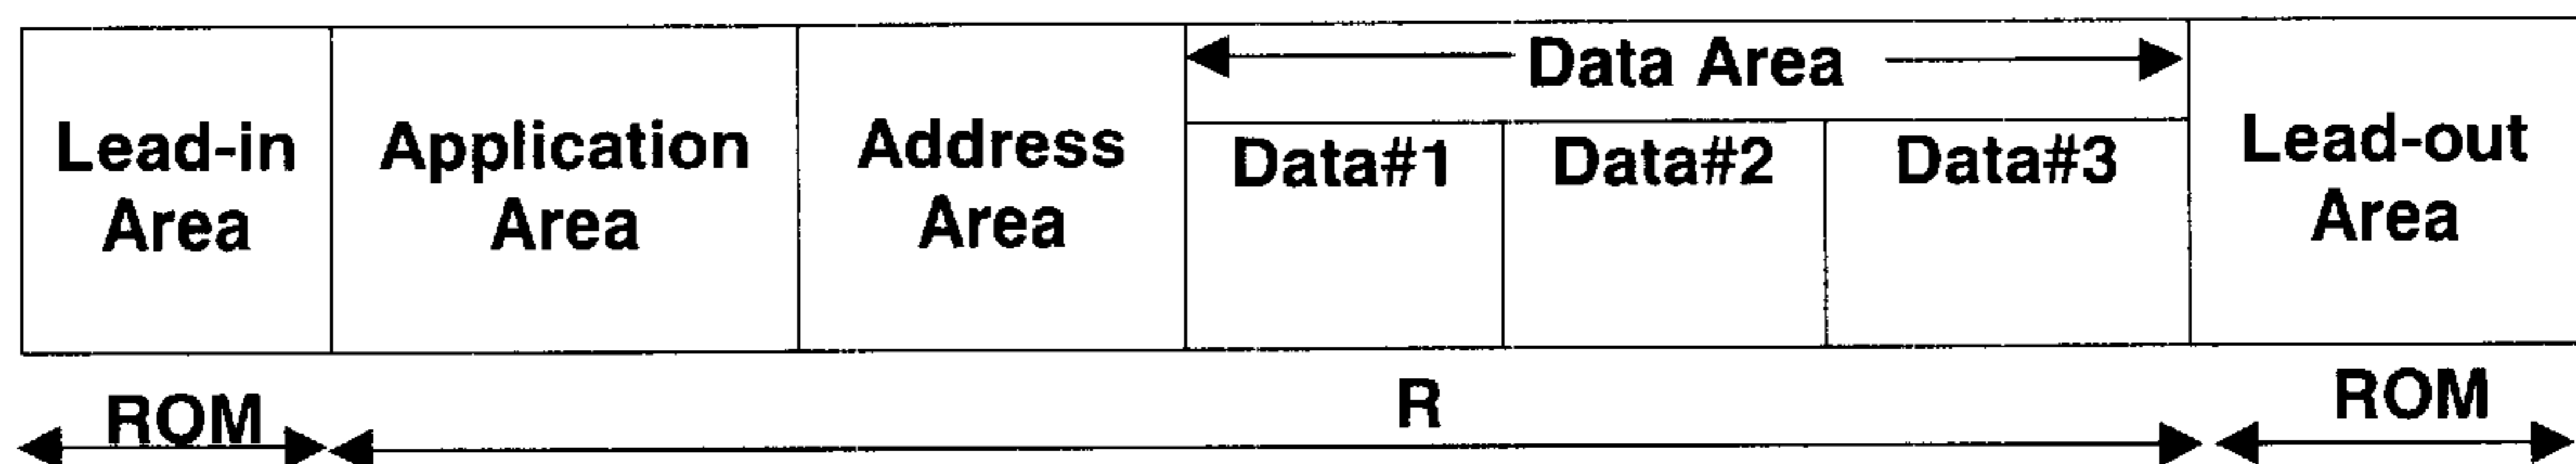 Lead-in
Area
Application
Area
Address
Area
Data Area
Data#1
Data#2
Data#3
Lead-out
Area
ROM
R
ROM